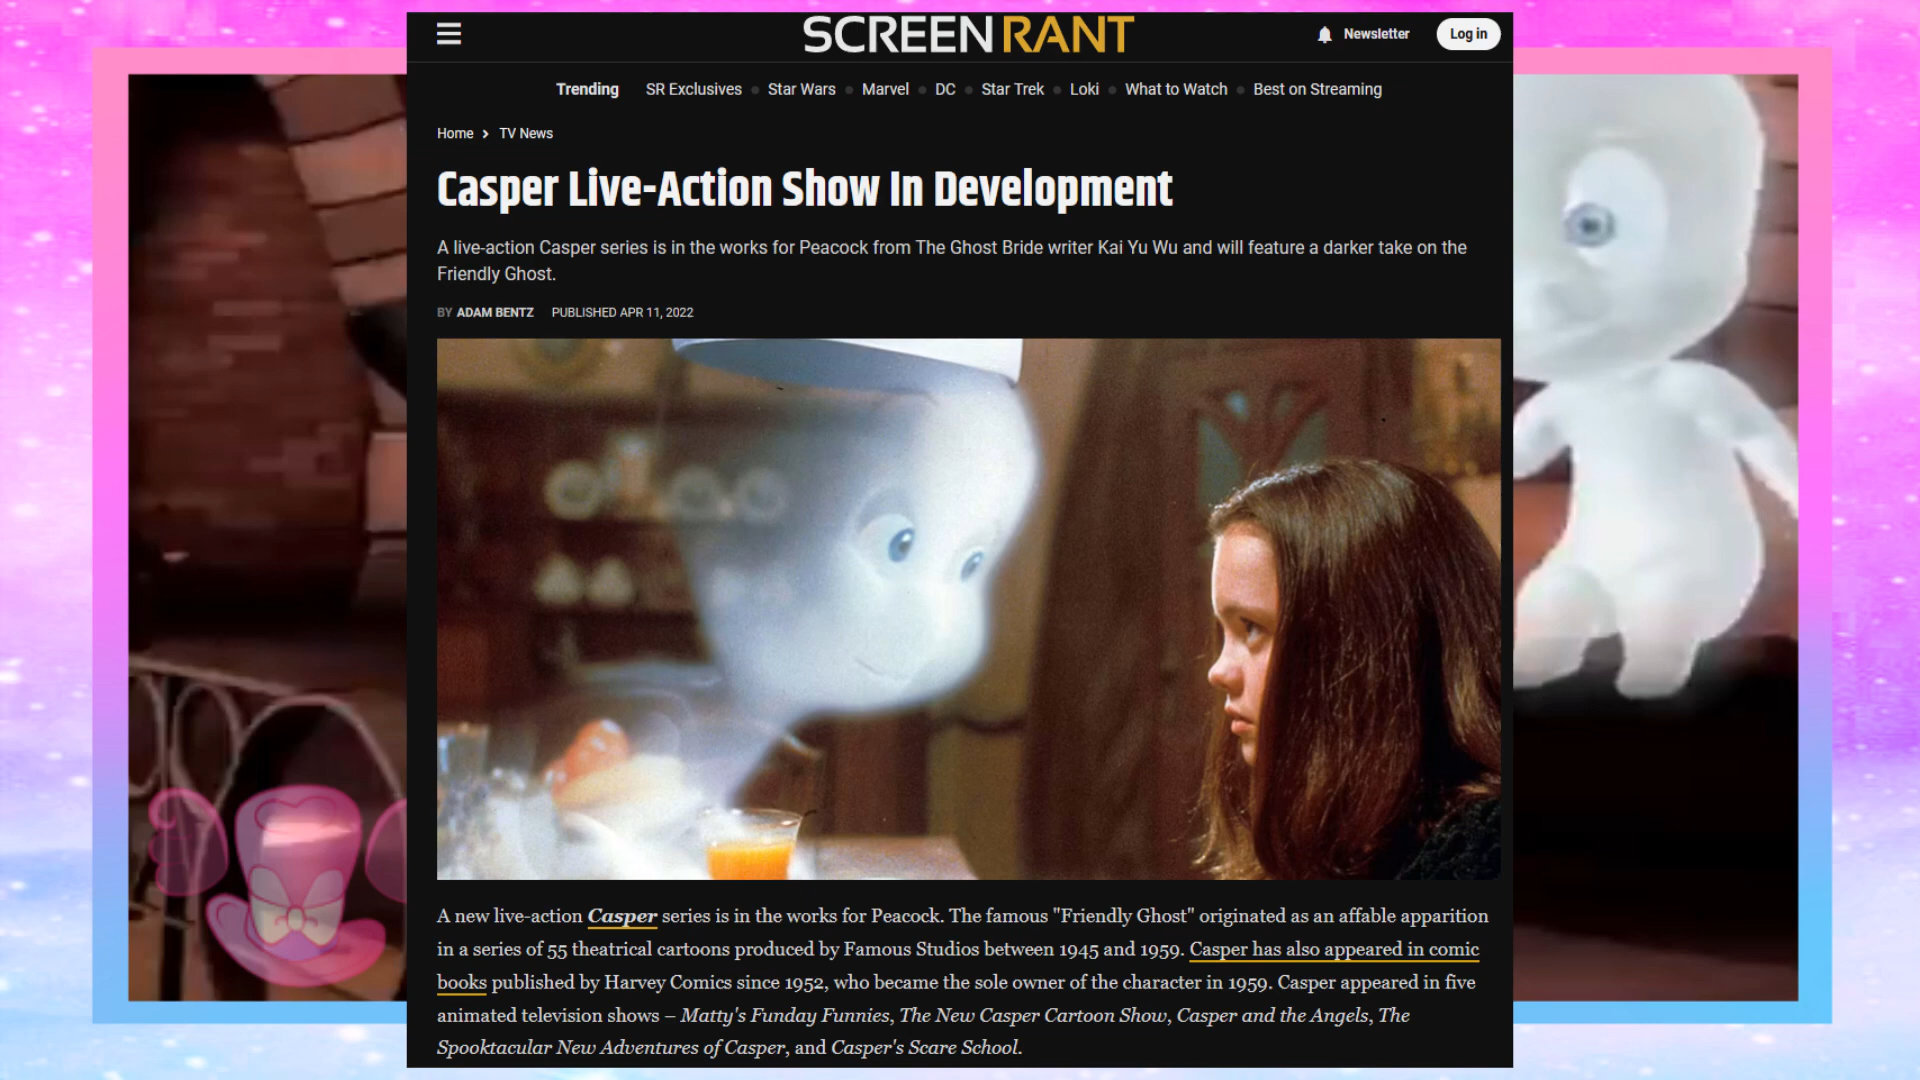 SCREENRANT
Newsletter
Log in
Trending SR Exclusives Star Wars Marvel DC Star Trek Loki What to Watch Best on Streaming
Home > TV News
Casper Live-Action Show In Development
A live-action Casper series is in the works for Peacock from The Ghost Bride writer Kai Yu Wu and will feature a darker take on the
Friendly Ghost.
BY ADAM BENTZ PUBLISHED APR 11, 2022
A new live-action Casper series is in the works for Peacock. The famous "Friendly Ghost" originated as an affable apparition
in a series of 55 theatrical cartoons produced by Famous Studios between 1945 and 1959. Casper has also appeared in comic
books published by Harvey Comics since 1952, who became the sole owner of the character in 1959. Casper appeared in five
animated television shows – Matty's Funday Funnies, The New Casper Cartoon Show, Casper and the Angels, The
Spooktacular New Adventures of Casper, and Casper's Scare School.